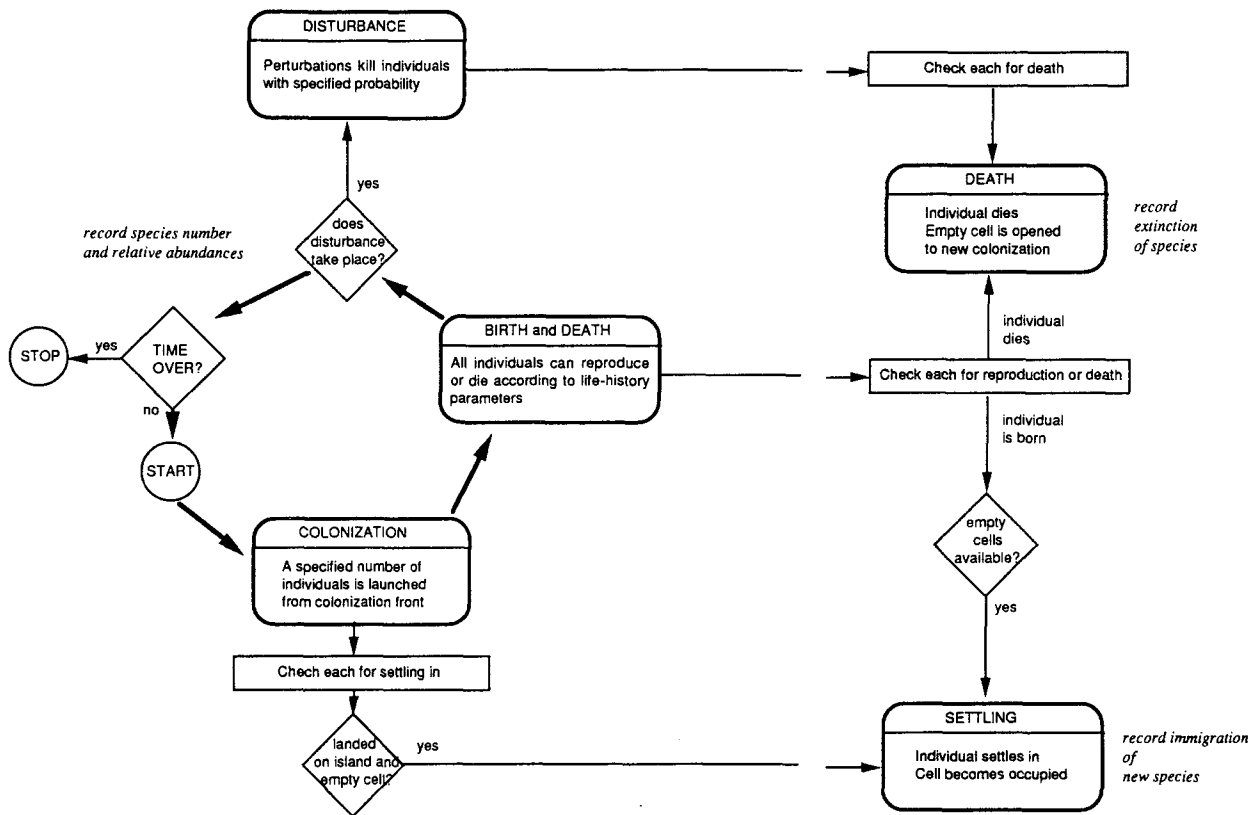 DISTURBANCE
Perturbations kill individuals
with specified probability
Check each for death
yes
DEATH
Individual dies
Empty cell is opened
to new colonization
record
extinction
of species
does
disturbance
take place?
record species number
and relative abundances
BIRTH and DEATH
All individuals can reproduce
or die according to life-history
parameters
individual
dies
Check each for reproduction or death
individual
is born
STOP
yes
TIME
OVER?
no
START
COLONIZATION
A specified number of
individuals is launched
from colonization front
empty
cells
available?
yes
Chech each for settling in
landed
on island and
empty cell?
yes
SETTLING
Individual settles in
Cell becomes occupied
record immigration
of
new species